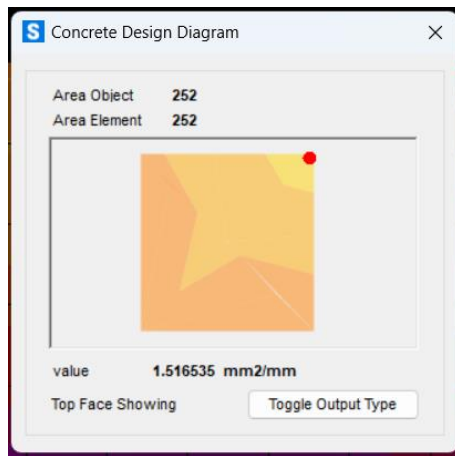 S Concrete Design Diagram
Area Object 252
Area Element 252
value 1.516535 mm2/mm
Top Face Showing Toggle Output Type